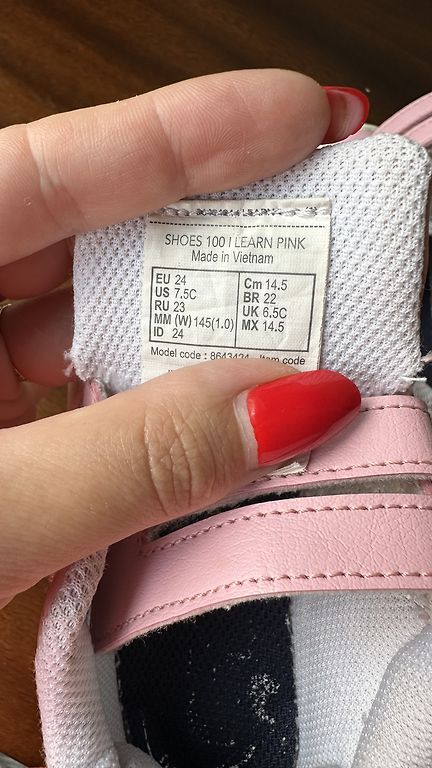 SHOES 100 I LEARN PINK
Made in Vietnam
EU 24
US 7.5C
RU 23
MM (W) 145(1.0)
ID 24
Cm 14.5
BR 22
UK 6.5C
MX 14.5
Model code : 8643424 Item code